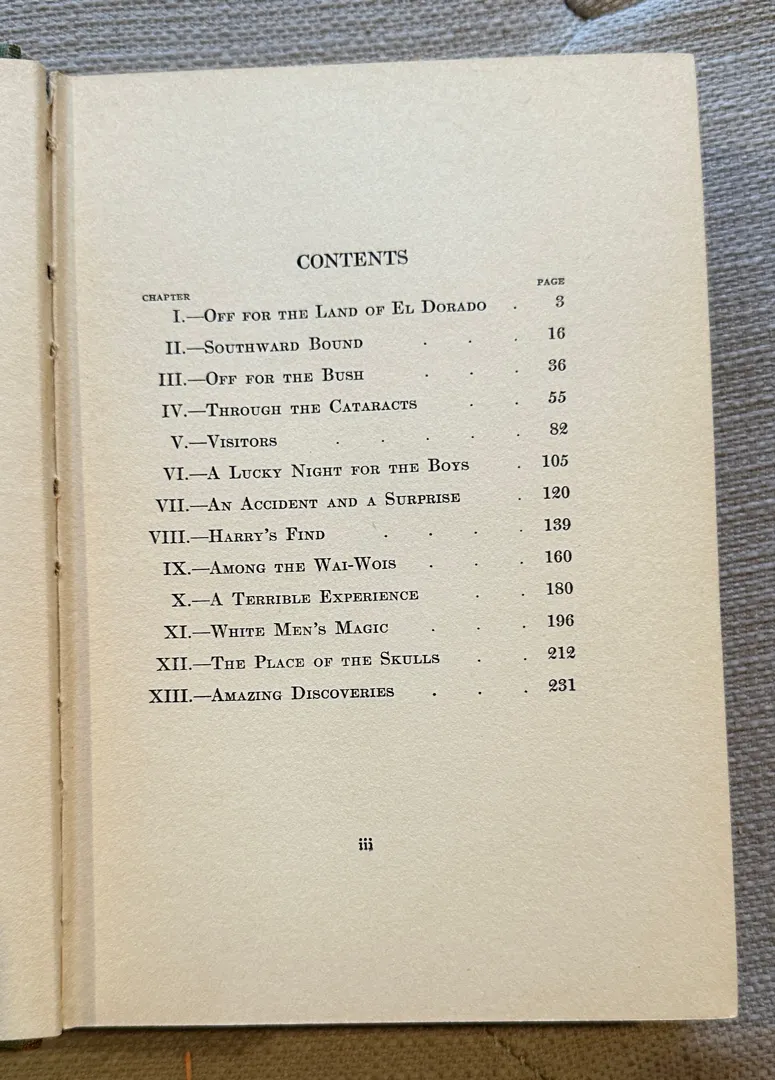 CONTENTS
CHAPTER PAGE
I.—Off for the Land of El Dorado . 3
II.—Southward Bound . . . 16
III.—Off for the Bush . . . 36
IV.—Through the Cataracts . . 55
V.—Visitors . . . . . 82
VI.—A Lucky Night for the Boys . 105
VII.—An Accident and a Surprise . 120
VIII.—Harry's Find . . . . 139
IX.—Among the Wai-Wois . . . 160
X.—A Terrible Experience . . 180
XI.—White Men's Magic . . . 196
XII.—The Place of the Skulls . . 212
XIII.—Amazing Discoveries . . . 231
iii